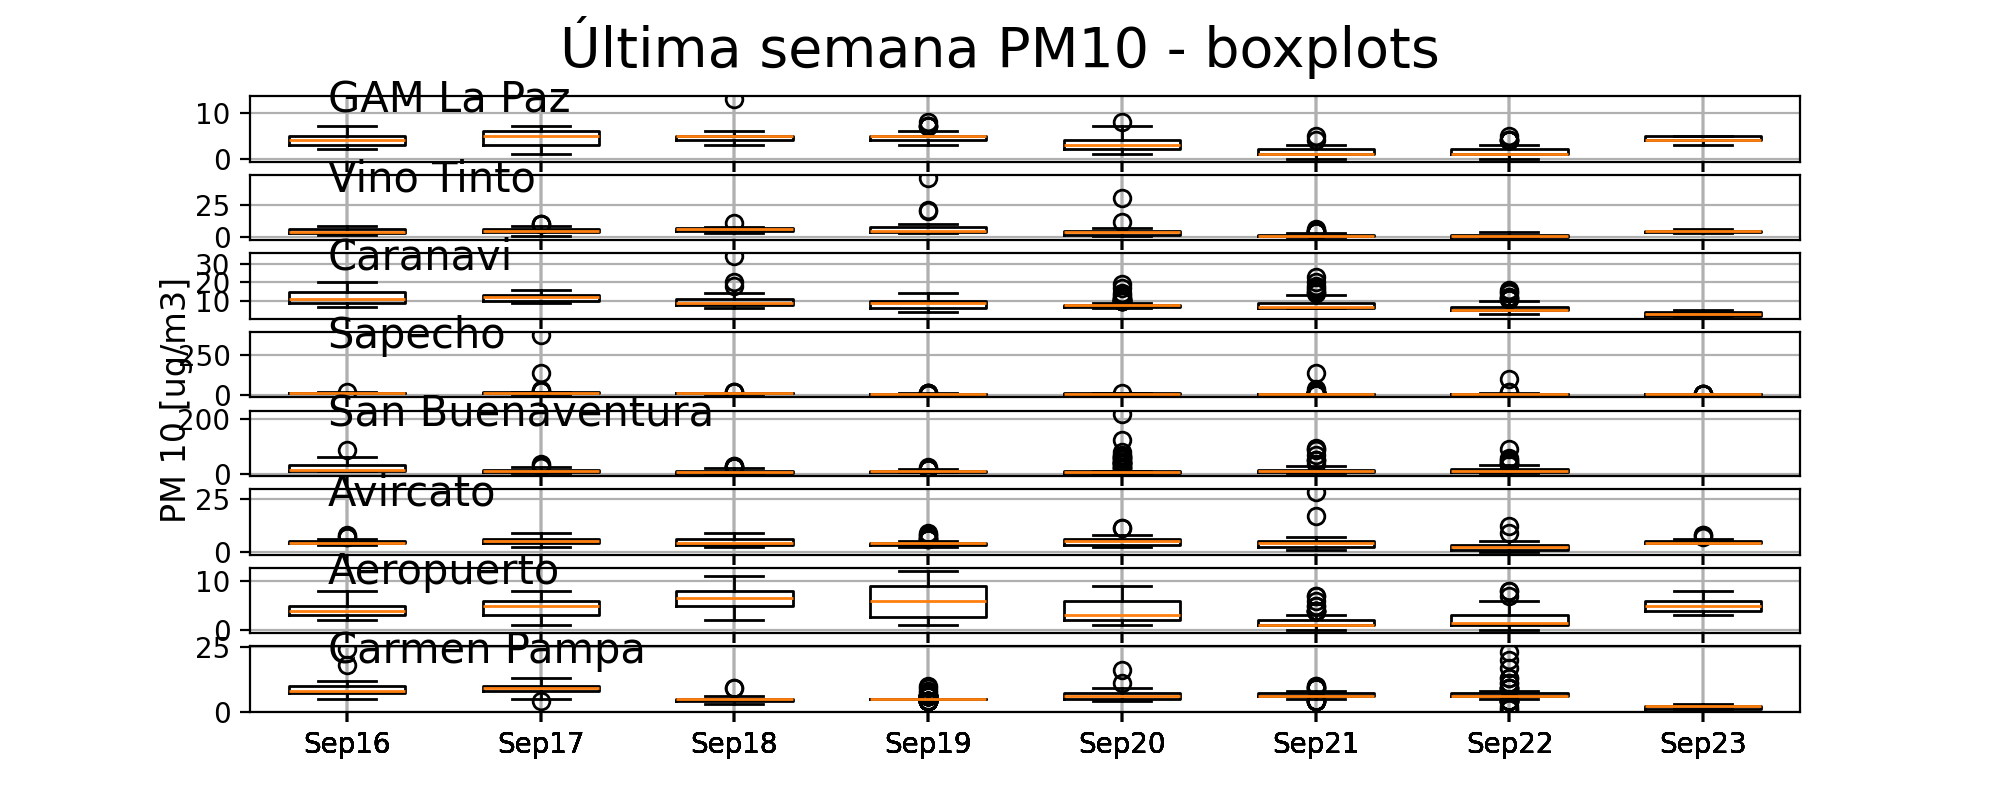 Última semana PM10 - boxplots
GAM La Paz
10
0
Vino Tinto
25
0
Caranavi
30
20
10
Sapecho
250
0
PM 10 [ug/m3]
San Buenaventura
200
0
Avircato
25
0
Aeropuerto
10
0
Carmen Pampa
25
0
Sep16 Sep17 Sep18 Sep19 Sep20 Sep21 Sep22 Sep23